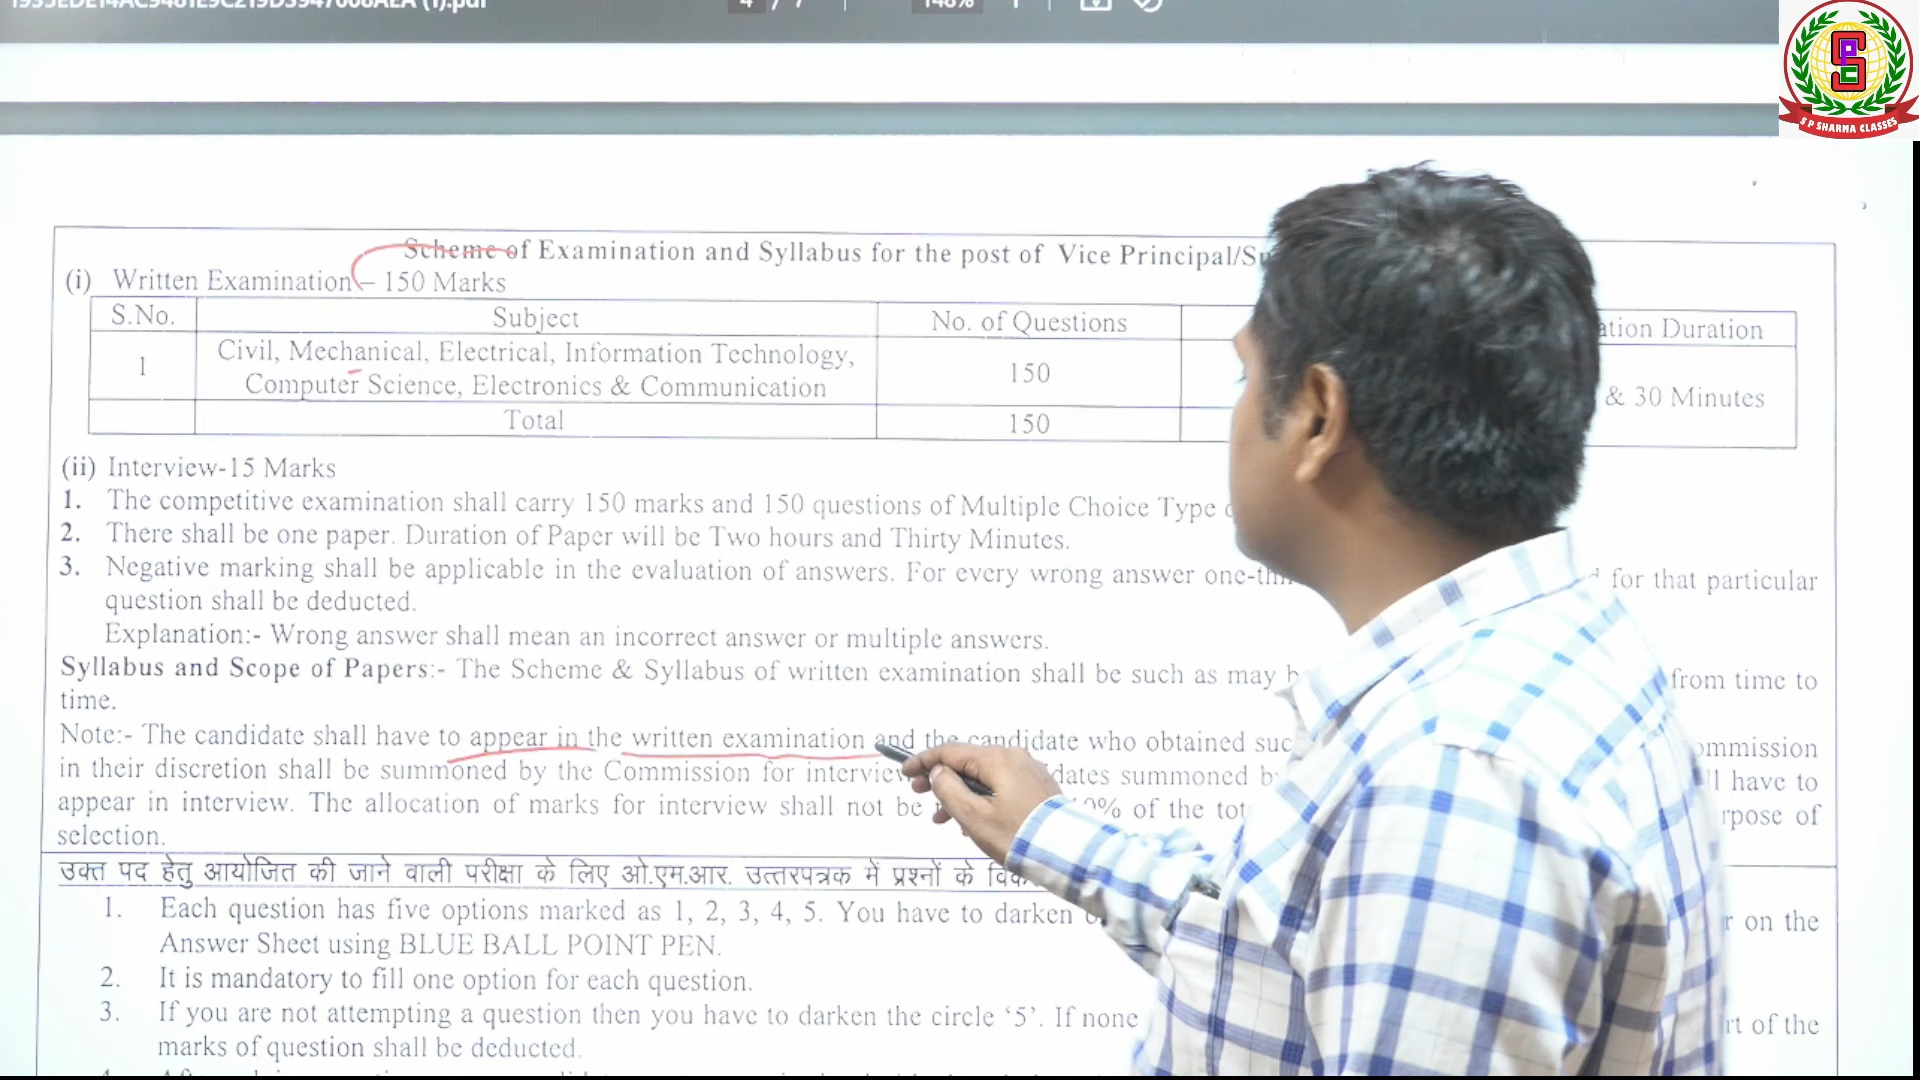 (1).pdf
4 / 7
148%
S P SHARMA CLASSES
Scheme of Examination and Syllabus for the post of Vice Principal/
(i) Written Examination – 150 Marks
S.No. Subject No. of Questions Duration
1 Civil, Mechanical, Electrical, Information Technology, 150 & 30 Minutes
Computer Science, Electronics & Communication
Total 150
(ii) Interview-15 Marks
1. The competitive examination shall carry 150 marks and 150 questions of Multiple Choice Type
2. There shall be one paper. Duration of Paper will be Two hours and Thirty Minutes.
3. Negative marking shall be applicable in the evaluation of answers. For every wrong answer for that particular
question shall be deducted.
Explanation:- Wrong answer shall mean an incorrect answer or multiple answers.
Syllabus and Scope of Papers:- The Scheme & Syllabus of written examination shall be such as may from time to
time.
Note:- The candidate shall have to appear in the written examination and the candidate who obtained
in their discretion shall be summoned by the Commission for summoned have to
appear in interview. The allocation of marks for interview shall not be % of the
selection.
उक्त पद हेतु आयोजित की जाने वाली परीक्षा के लिए ओ.एम.आर. उत्तरपत्रक में प्रश्नों के
1. Each question has five options marked as 1, 2, 3, 4, 5. You have to darken on the
Answer Sheet using BLUE BALL POINT PEN.
2. It is mandatory to fill one option for each question.
3. If you are not attempting a question then you have to darken the circle ‘5’. If none of the
marks of question shall be deducted.